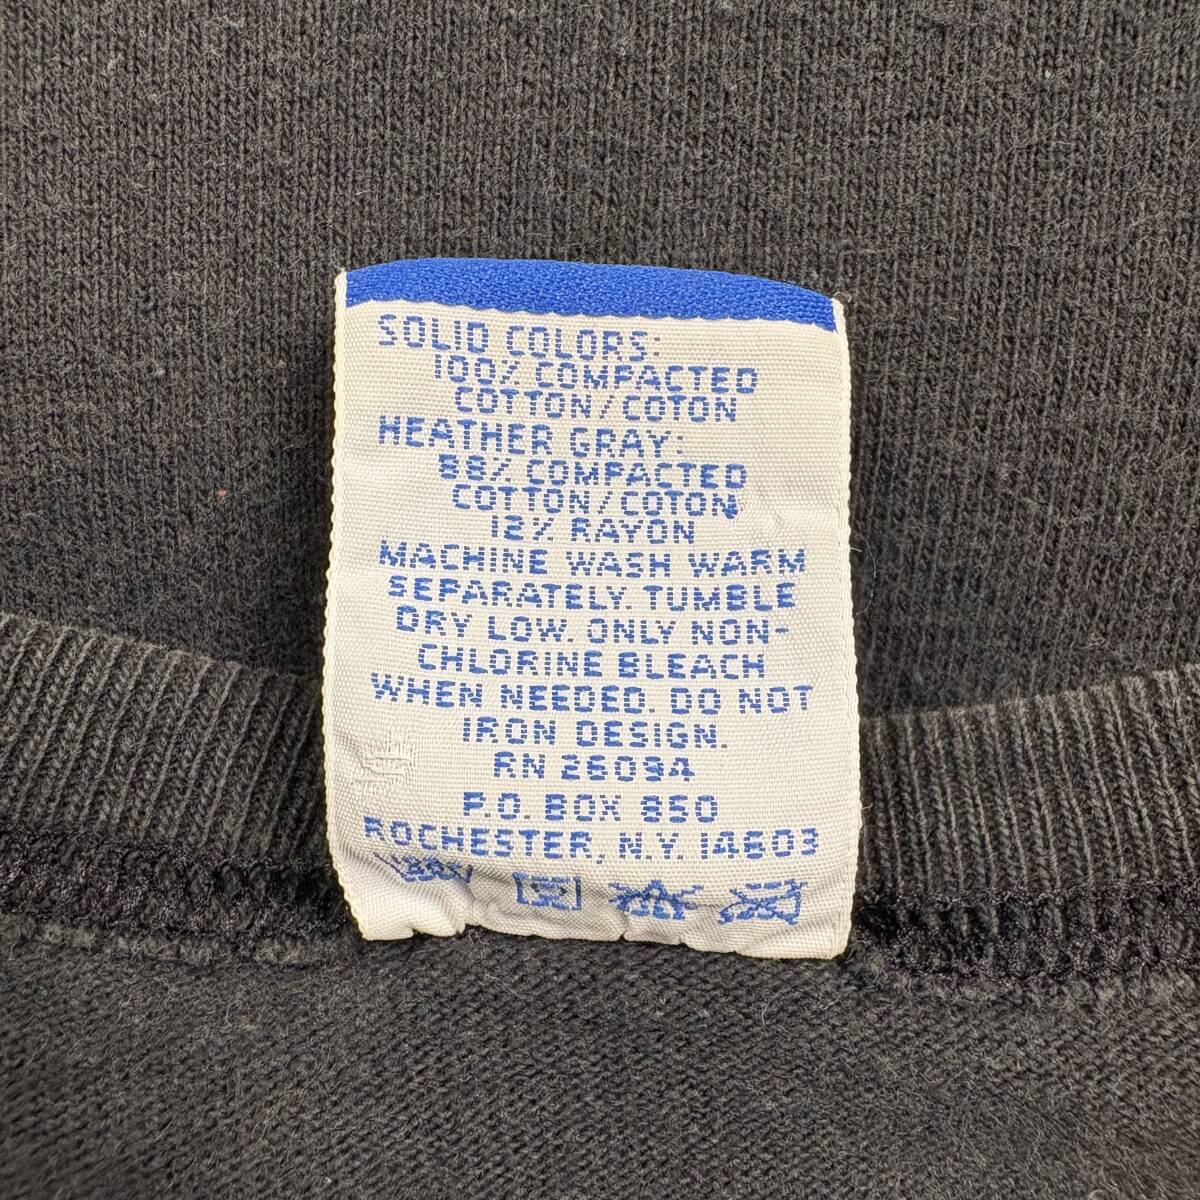 SOLID COLORS:
100% COMPACTED
COTTON/COTON
HEATHER GRAY:
88% COMPACTED
COTTON/COTON,
12% RAYON
MACHINE WASH WARM
SEPARATELY. TUMBLE
DRY LOW. ONLY NON-
CHLORINE BLEACH
WHEN NEEDED. DO NOT
IRON DESIGN.
RN 26094
P.O. BOX 850
ROCHESTER, N.Y. 14603